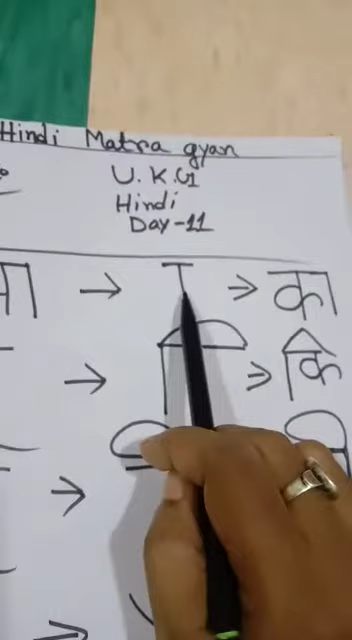 Hindi Matra gyan
U.K.G
Hindi
Day-11
→ ा ⇒ का
→ ि ⇒ कि
→
→